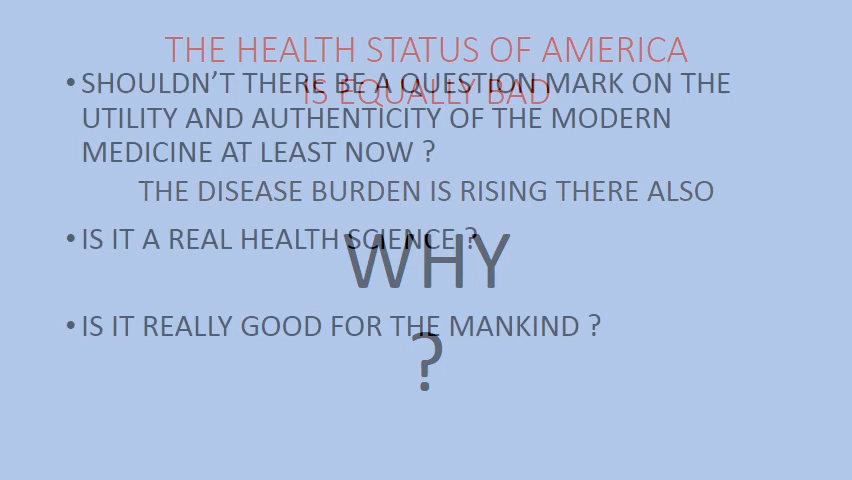 THE HEALTH STATUS OF AMERICA
IS EQUALLY BAD
• SHOULDN’T THERE BE A QUESTION MARK ON THE
UTILITY AND AUTHENTICITY OF THE MODERN
MEDICINE AT LEAST NOW ?
THE DISEASE BURDEN IS RISING THERE ALSO
• IS IT A REAL HEALTH SCIENCE ?
WHY
• IS IT REALLY GOOD FOR THE MANKIND ?
?